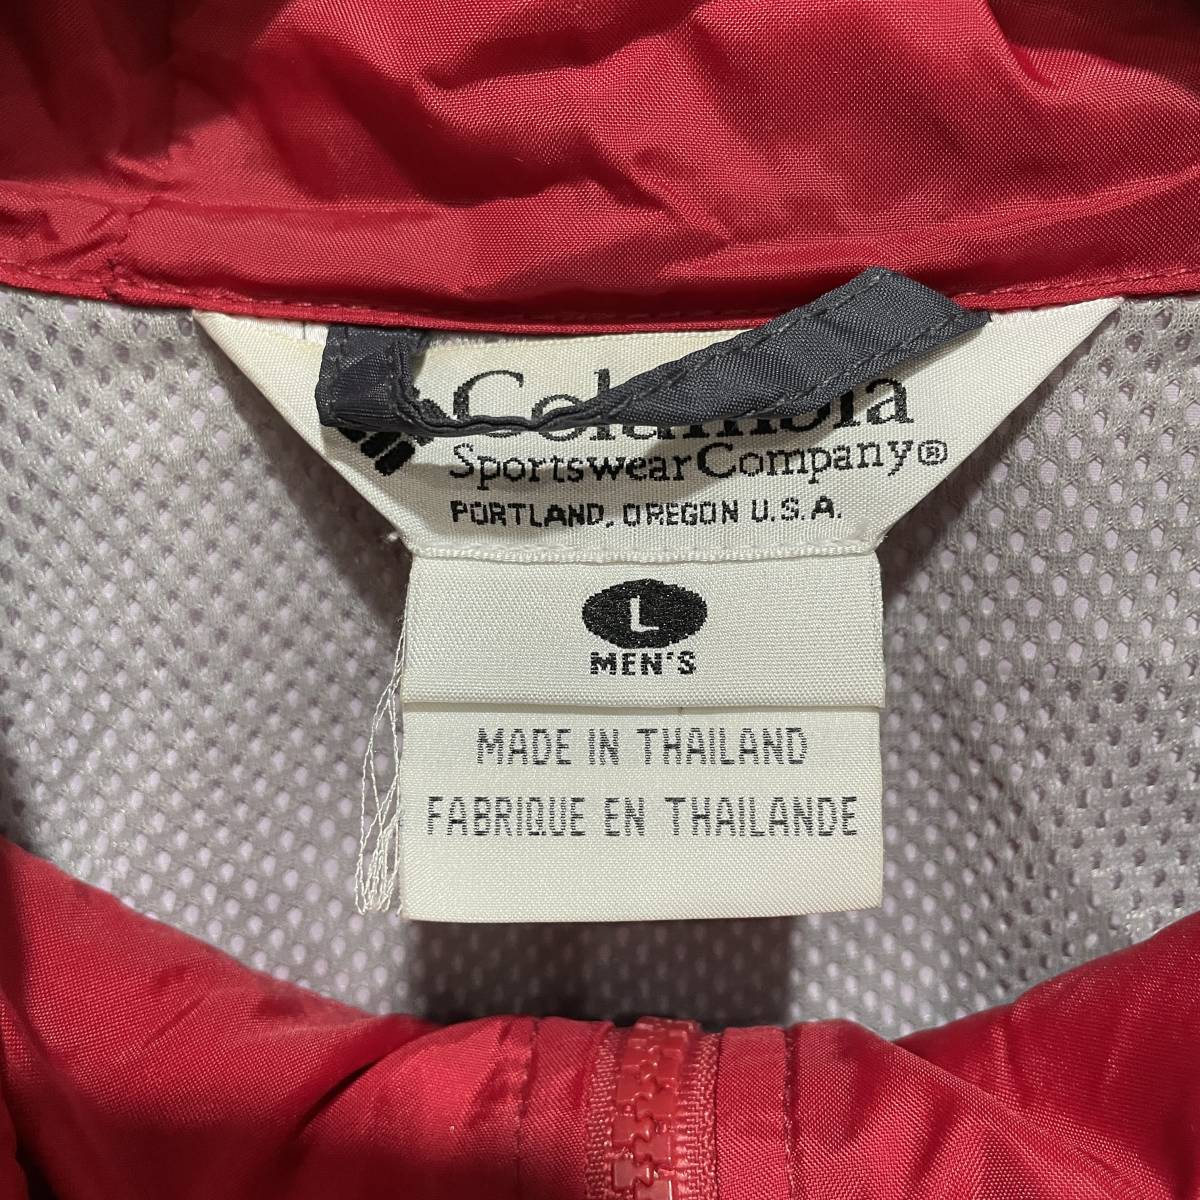 Columbia
Sportswear Company®
PORTLAND, OREGON U.S.A.
L
MEN'S
MADE IN THAILAND
FABRIQUE EN THAILANDE